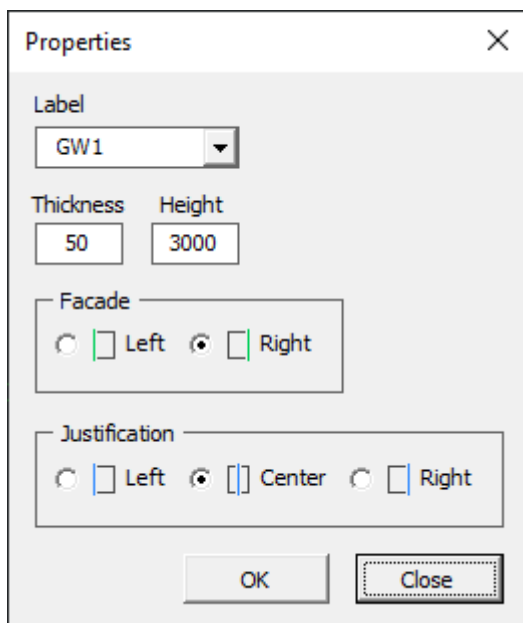 Properties
Label
GW1
Thickness Height
50 3000
Facade
Left Right
Justification
Left Center Right
OK Close